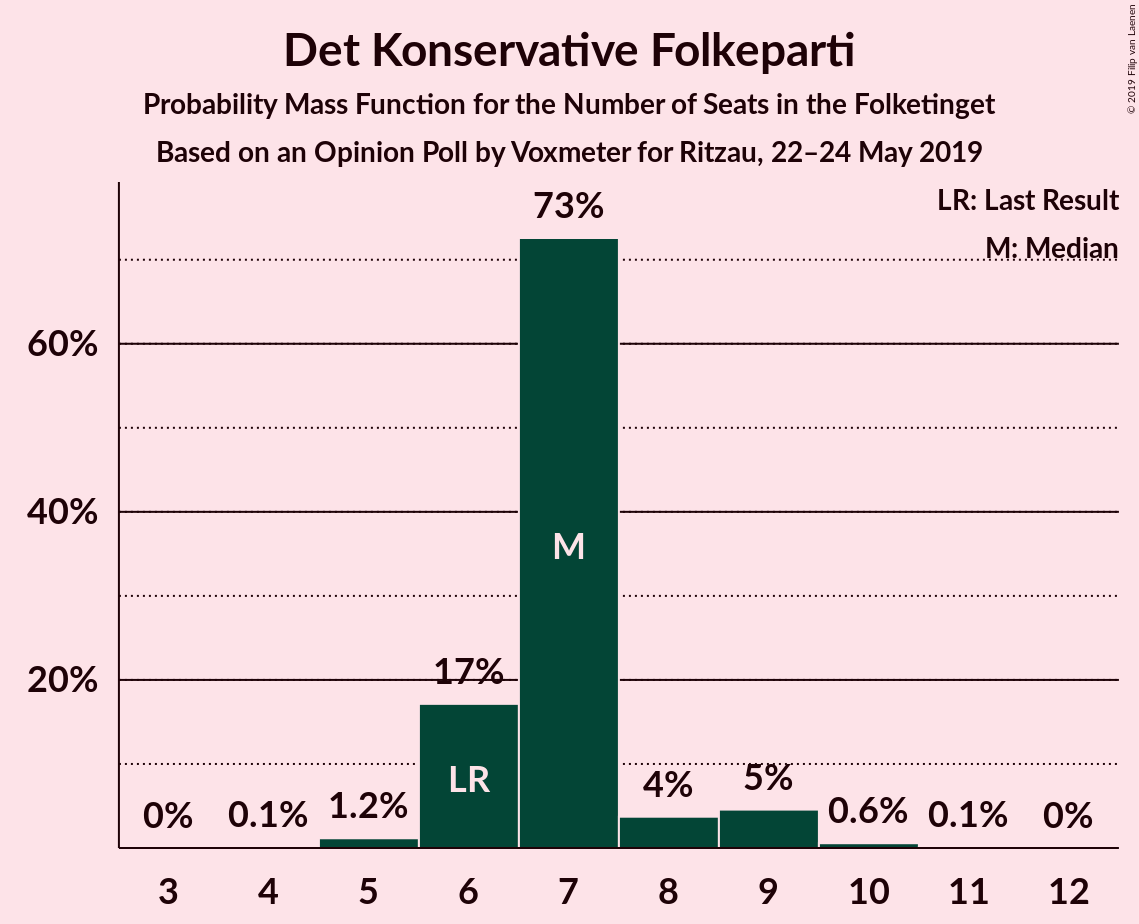 Det Konservative Folkeparti
Probability Mass Function for the Number of Seats in the Folketinget
Based on an Opinion Poll by Voxmeter for Ritzau, 22–24 May 2019
© 2019 Filip van Laenen
LR: Last Result
M: Median
73%
60%
40%
M
20%
17%
LR
0%
0.1%
1.2%
4%
5%
0.6%
0.1%
0%
3 4 5 6 7 8 9 10 11 12